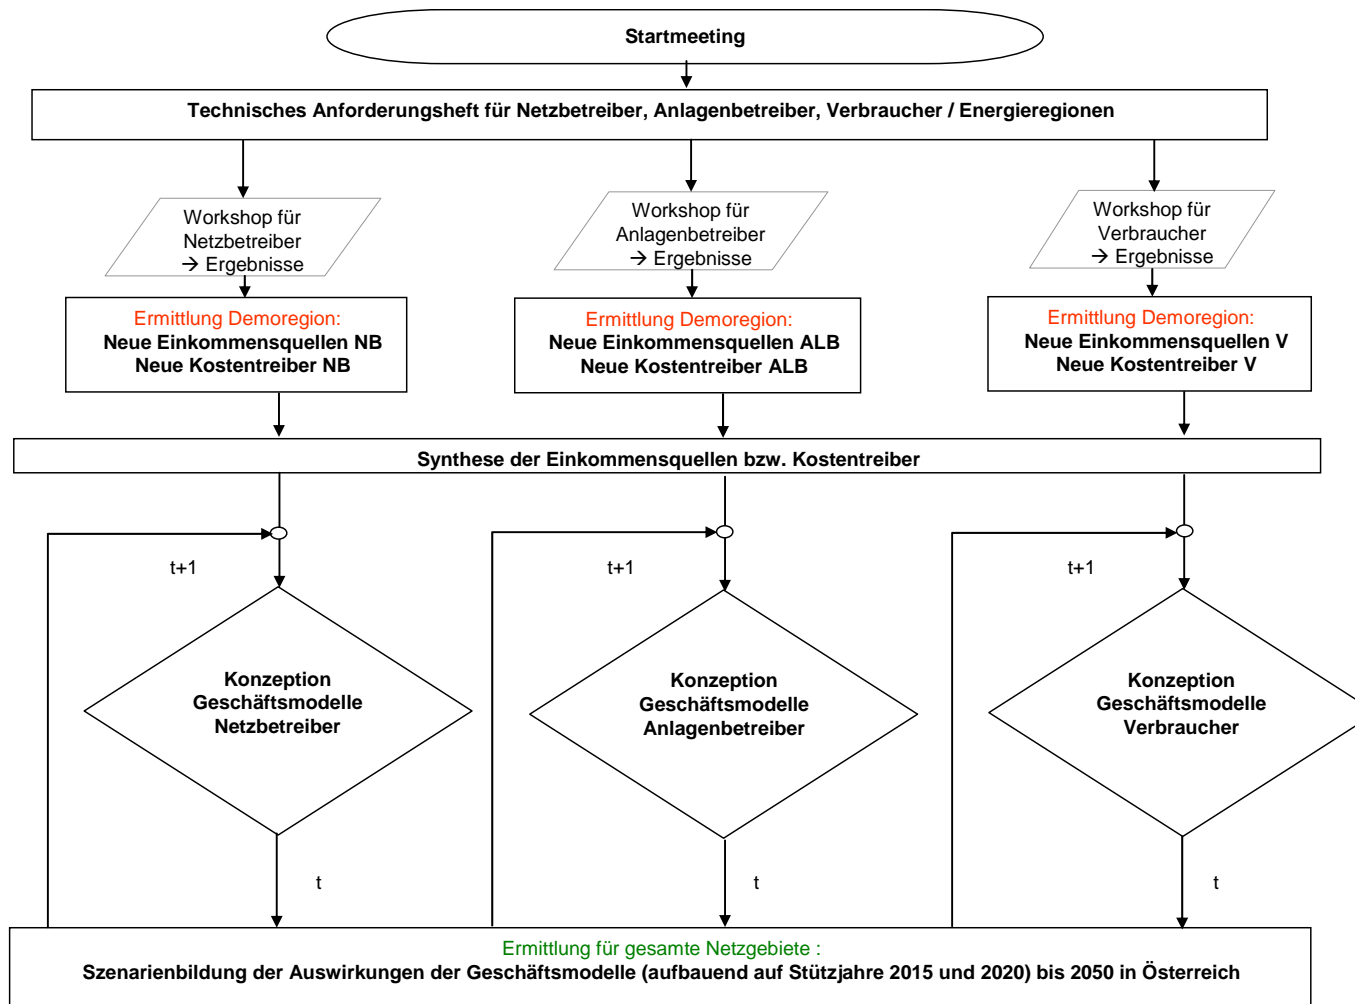 Startmeeting
Technisches Anforderungsheft für Netzbetreiber, Anlagenbetreiber, Verbraucher / Energieregionen
Workshop für
Netzbetreiber
→ Ergebnisse
Workshop für
Anlagenbetreiber
→ Ergebnisse
Workshop für
Verbraucher
→ Ergebnisse
Ermittlung Demoregion:
Neue Einkommensquellen NB
Neue Kostentreiber NB
Ermittlung Demoregion:
Neue Einkommensquellen ALB
Neue Kostentreiber ALB
Ermittlung Demoregion:
Neue Einkommensquellen V
Neue Kostentreiber V
Synthese der Einkommensquellen bzw. Kostentreiber
t+1
t+1
t+1
Konzeption
Geschäftsmodelle
Netzbetreiber
Konzeption
Geschäftsmodelle
Anlagenbetreiber
Konzeption
Geschäftsmodelle
Verbraucher
t
t
t
Ermittlung für gesamte Netzgebiete :
Szenarienbildung der Auswirkungen der Geschäftsmodelle (aufbauend auf Stützjahre 2015 und 2020) bis 2050 in Österreich